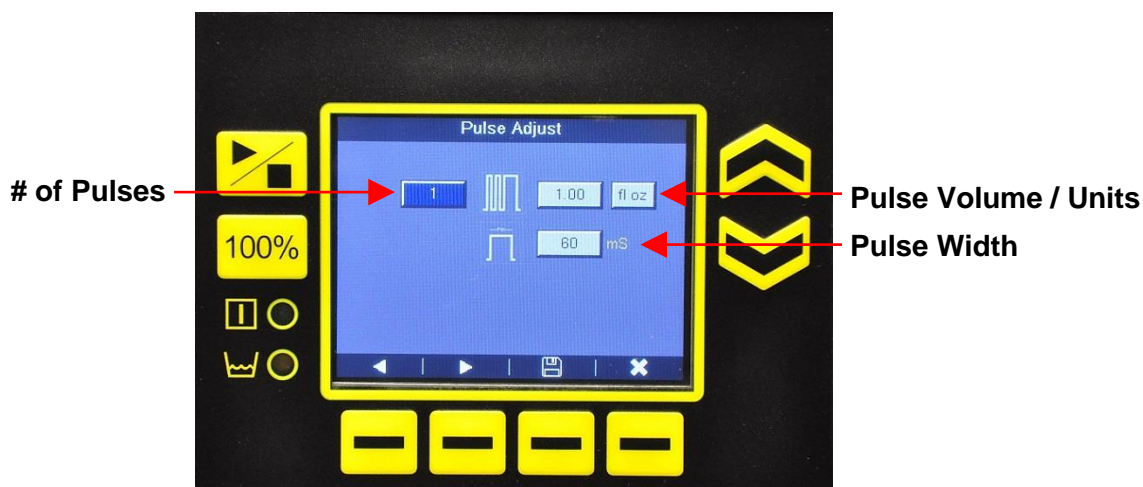 Pulse Adjust
# of Pulses
1
1.00
fl oz
Pulse Volume / Units
60
mS
Pulse Width
100%